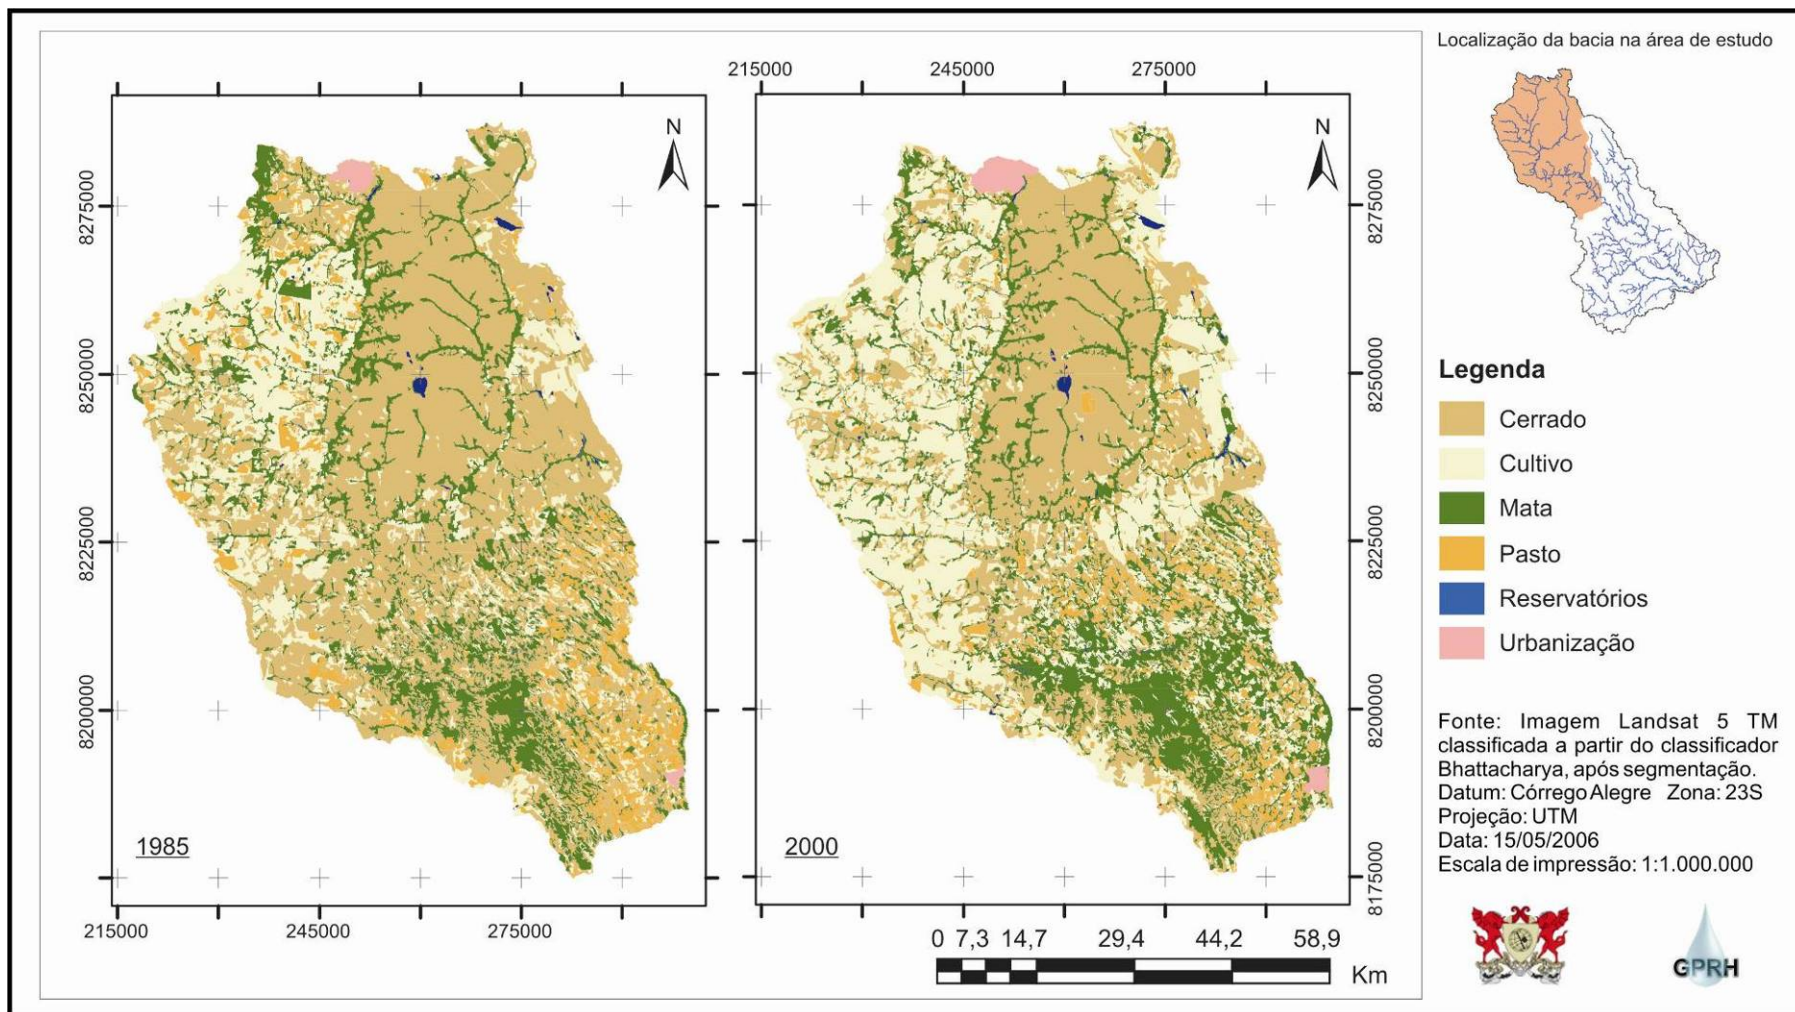 215000 245000 275000
N
N
8275000
8250000
8225000
8200000
1985
215000 245000 275000
8275000
8250000
8225000
8200000
8175000
2000
0 7,3 14,7 29,4 44,2 58,9
Km
Localização da bacia na área de estudo
Legenda
Cerrado
Cultivo
Mata
Pasto
Reservatórios
Urbanização
Fonte: Imagem Landsat 5 TM
classificada a partir do classificador
Bhattacharya, após segmentação.
Datum: Córrego Alegre Zona: 23S
Projeção: UTM
Data: 15/05/2006
Escala de impressão: 1:1.000.000
GPRH